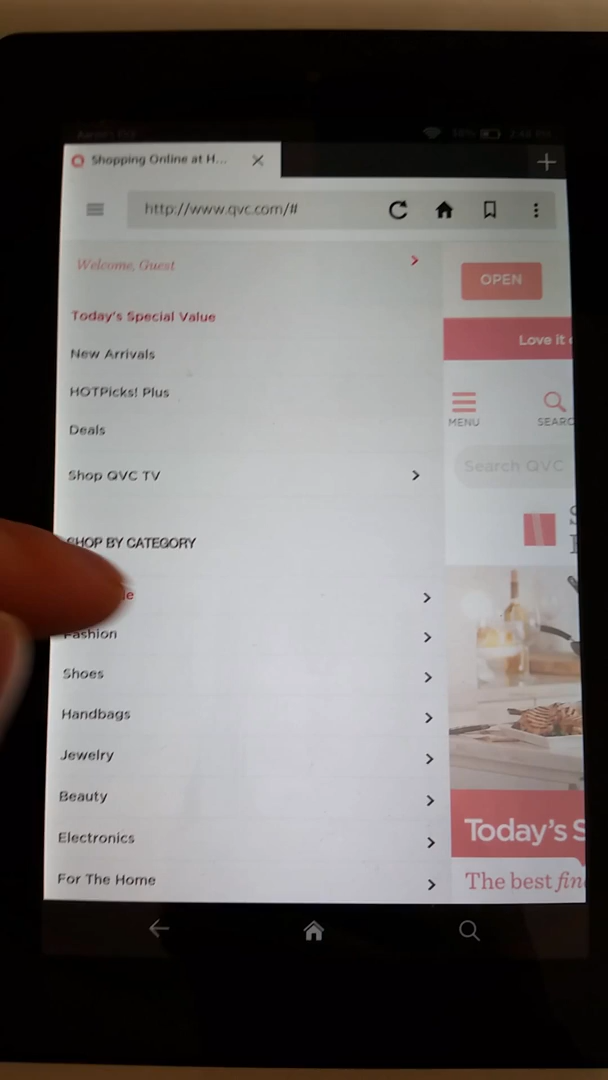 Shopping Online at H...
http://www.qvc.com/#
Welcome, Guest
OPEN
Today's Special Value
Love it
New Arrivals
HOTPicks! Plus
MENU
SEARC
Deals
Search QVC
Shop QVC TV
SHOP BY CATEGORY
Fashion
Shoes
Handbags
Jewelry
Beauty
Today's S
Electronics
For The Home
The best fin